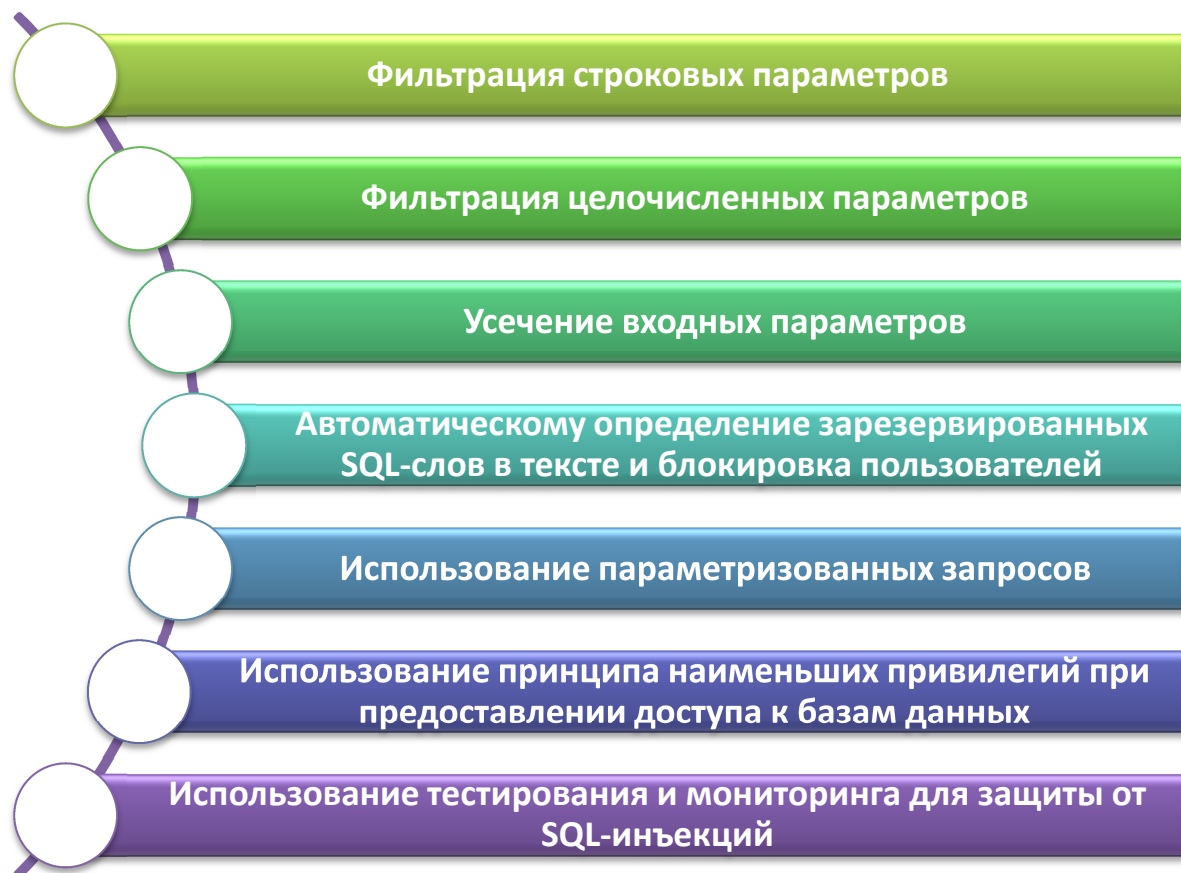 Фильтрация строковых параметров
Фильтрация целочисленных параметров
Усечение входных параметров
Автоматическому определение зарезервированных
SQL-слов в тексте и блокировка пользователей
Использование параметризованных запросов
Использование принципа наименьших привилегий при
предоставлении доступа к базам данных
Использование тестирования и мониторинга для защиты от
SQL-инъекций